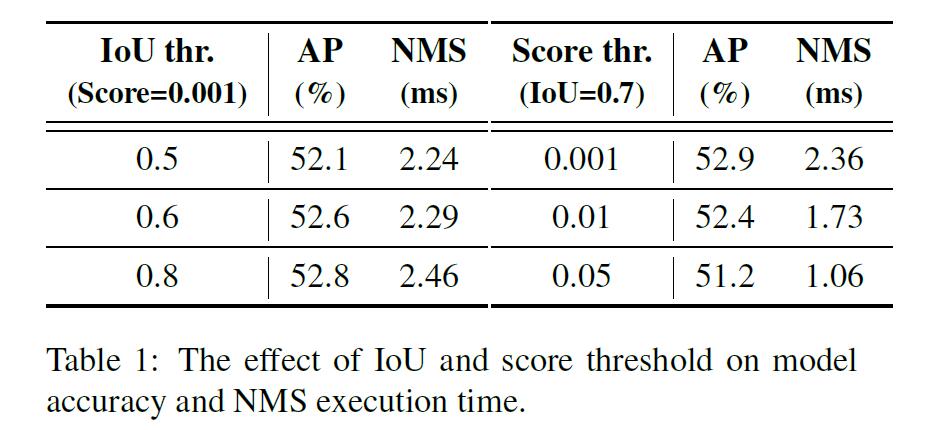 IoU thr. AP NMS Score thr. AP NMS
(Score=0.001) (%) (ms) (IoU=0.7) (%) (ms)
0.5 52.1 2.24 0.001 52.9 2.36
0.6 52.6 2.29 0.01 52.4 1.73
0.8 52.8 2.46 0.05 51.2 1.06
Table 1: The effect of IoU and score threshold on model
accuracy and NMS execution time.